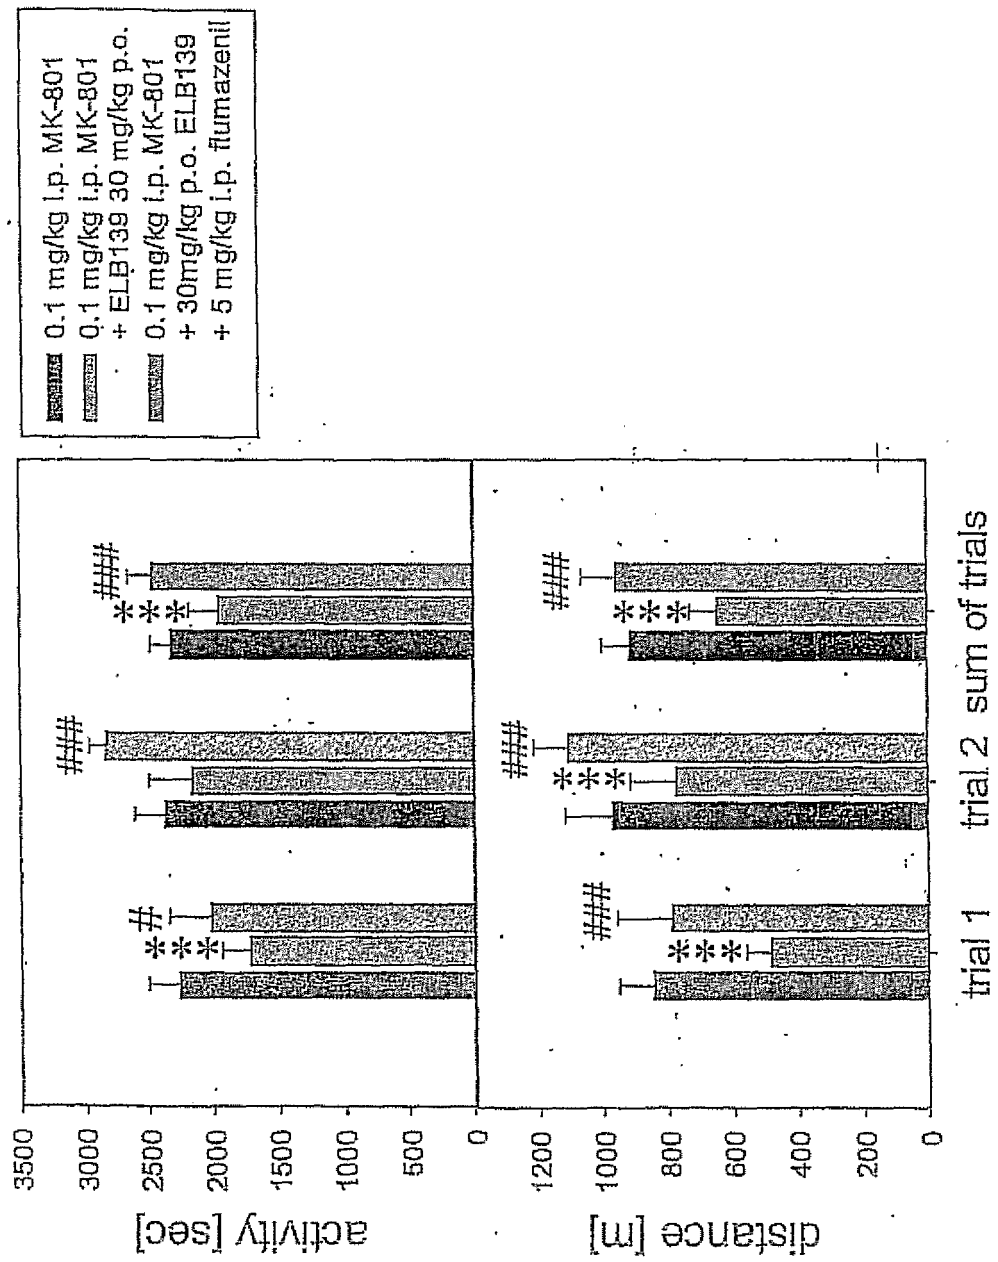 0.1 mg/kg i.p. MK-801
0.1 mg/kg i.p. MK-801
+ ELB139 30 mg/kg p.o.
0.1 mg/kg i.p. MK-801
+ 30mg/kg p.o. ELB139
+ 5 mg/kg i.p. flumazenil
activity [sec]
3500
3000
2500
2000
1500
1000
500
0
***
##
###
***
###
distance [m]
1200
1000
800
600
400
200
0
***
###
***
###
***
###
trial 1 trial 2 sum of trials